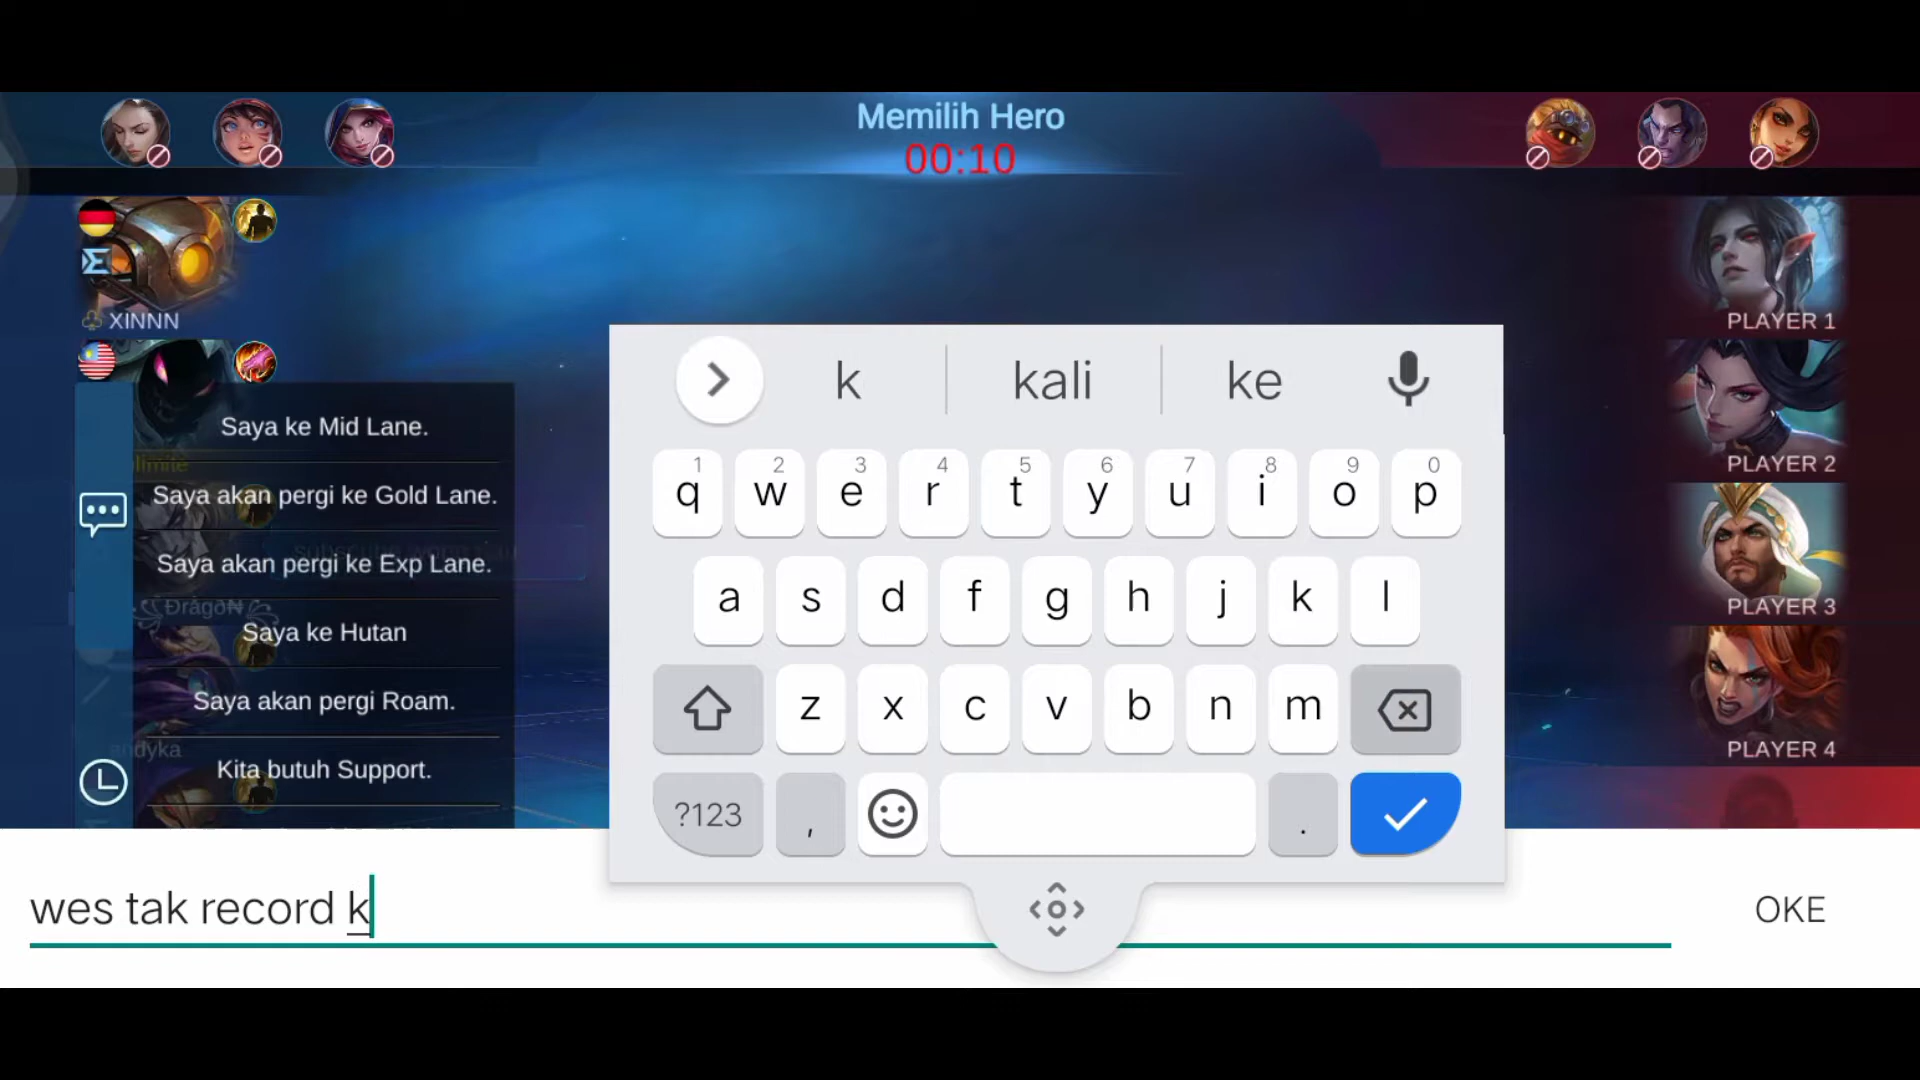 Memilih Hero
00:10
XINNN
PLAYER 1
PLAYER 2
PLAYER 3
PLAYER 4
Saya ke Mid Lane.
Saya akan pergi ke Gold Lane.
Saya akan pergi ke Exp Lane.
Saya ke Hutan
Saya akan pergi Roam.
andyka
Kita butuh Support.
k kali ke
1 2 3 4 5 6 7 8 9 0
q w e r t y u i o p
a s d f g h j k l
z x c v b n m
?123 , .
wes tak record k
OKE